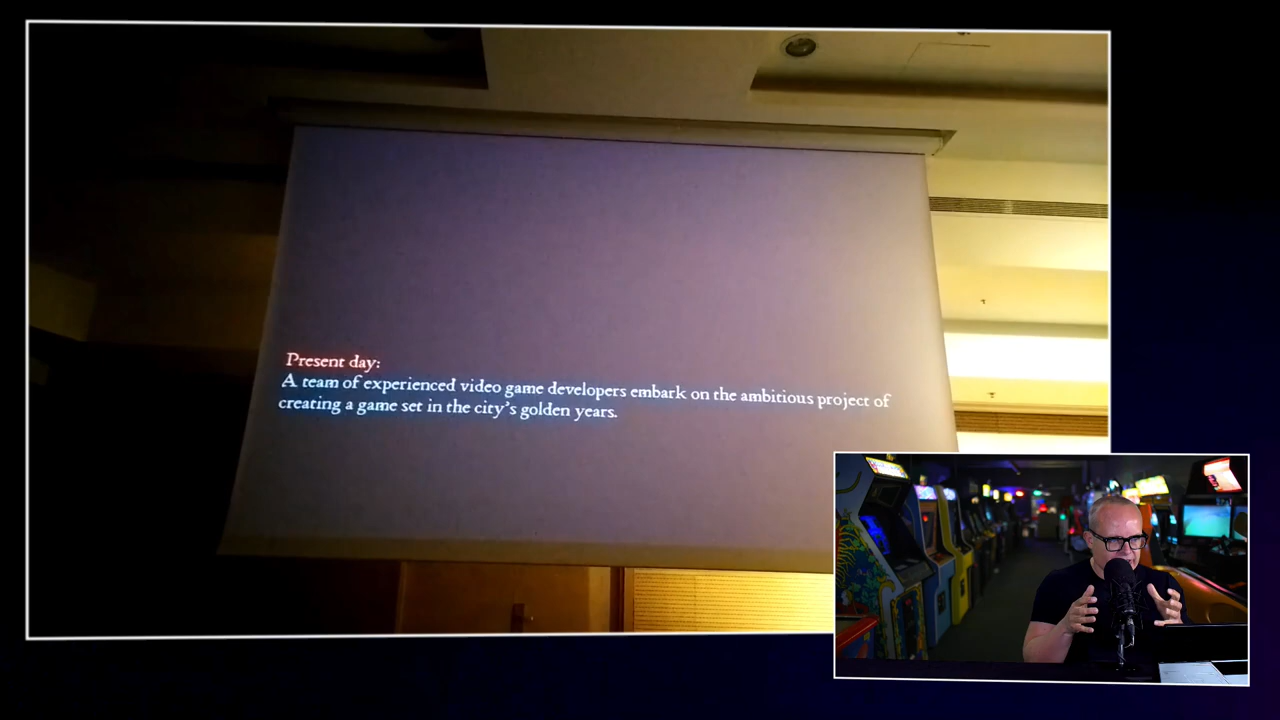 Present day:
A team of experienced video game developers embark on the ambitious project of
creating a game set in the city's golden years.